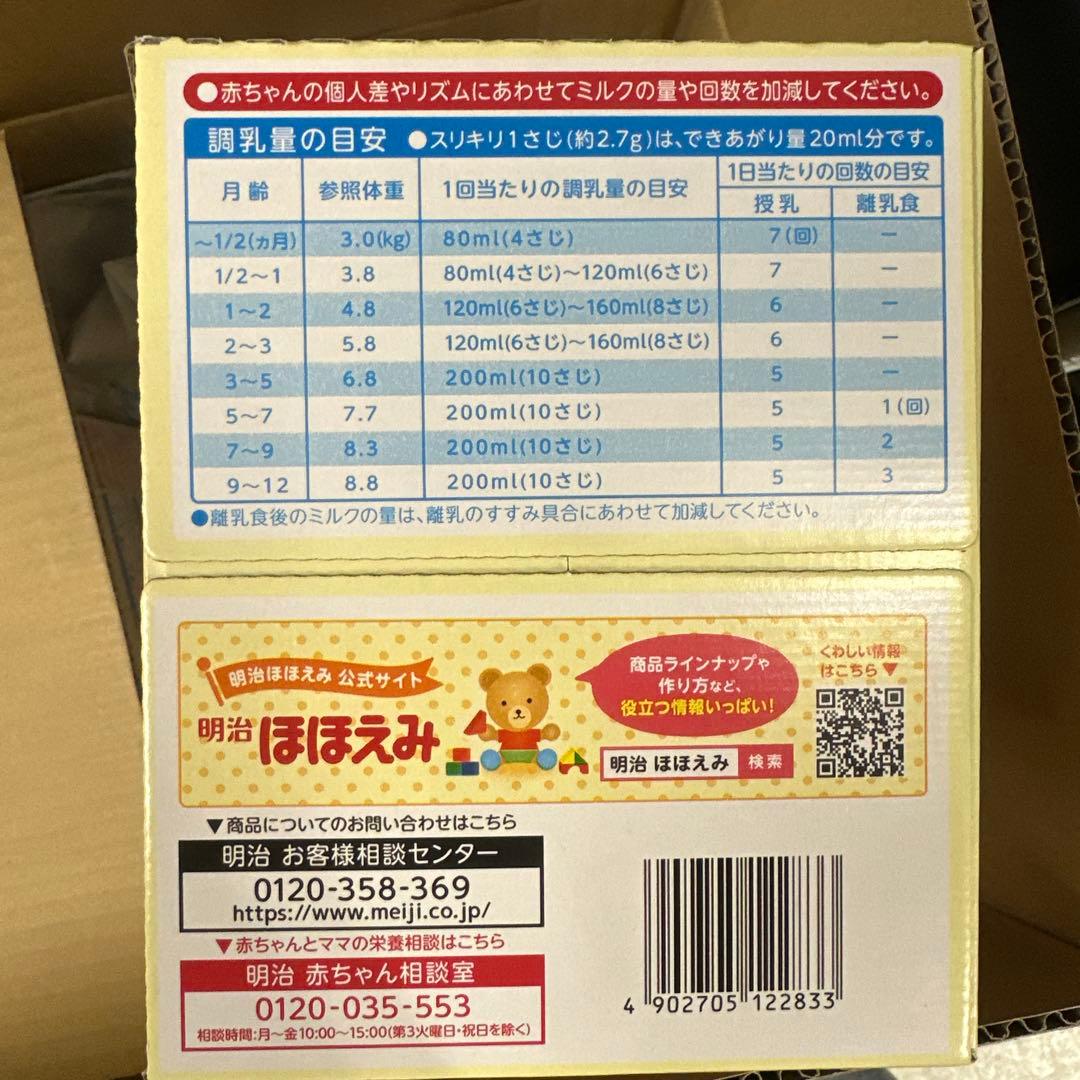 ●赤ちゃんの個人差やリズムにあわせてミルクの量や回数を加減してください。
調乳量の目安 ●スリキリ1さじ(約2.7g)は、できあがり量20ml分です。
月齢 参照体重 1回当たりの調乳量の目安 1日当たりの回数の目安
授乳 離乳食
～1/2(ヵ月) 3.0(kg) 80ml(4さじ) 7(回) ー
1/2～1 3.8 80ml(4さじ)～120ml(6さじ) 7 ー
1～2 4.8 120ml(6さじ)～160ml(8さじ) 6 ー
2～3 5.8 120ml(6さじ)～160ml(8さじ) 6 ー
3～5 6.8 200ml(10さじ) 5 ー
5～7 7.7 200ml(10さじ) 5 1(回)
7～9 8.3 200ml(10さじ) 5 2
9～12 8.8 200ml(10さじ) 5 3
●離乳食後のミルクの量は、離乳のすすみ具合にあわせて加減してください。
明治ほほえみ 公式サイト
明治 ほほえみ
商品ラインナップや
作り方など、
役立つ情報いっぱい!
明治 ほほえみ 検索
くわしい情報
はこちら▼
▼商品についてのお問い合わせはこちら
明治 お客様相談センター
0120-358-369
https://www.meiji.co.jp/
▼赤ちゃんとママの栄養相談はこちら
明治 赤ちゃん相談室
0120-035-553
相談時間:月～金10:00～15:00(第3火曜日・祝日を除く)
4 902705 122833